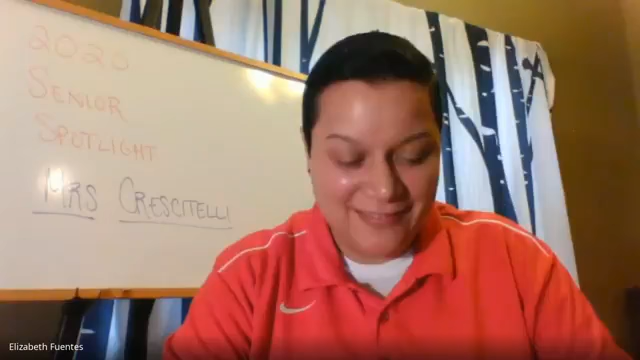 2020
SENIOR
SPOTLIGHT
MRS CRESCITELLI
Elizabeth Fuentes